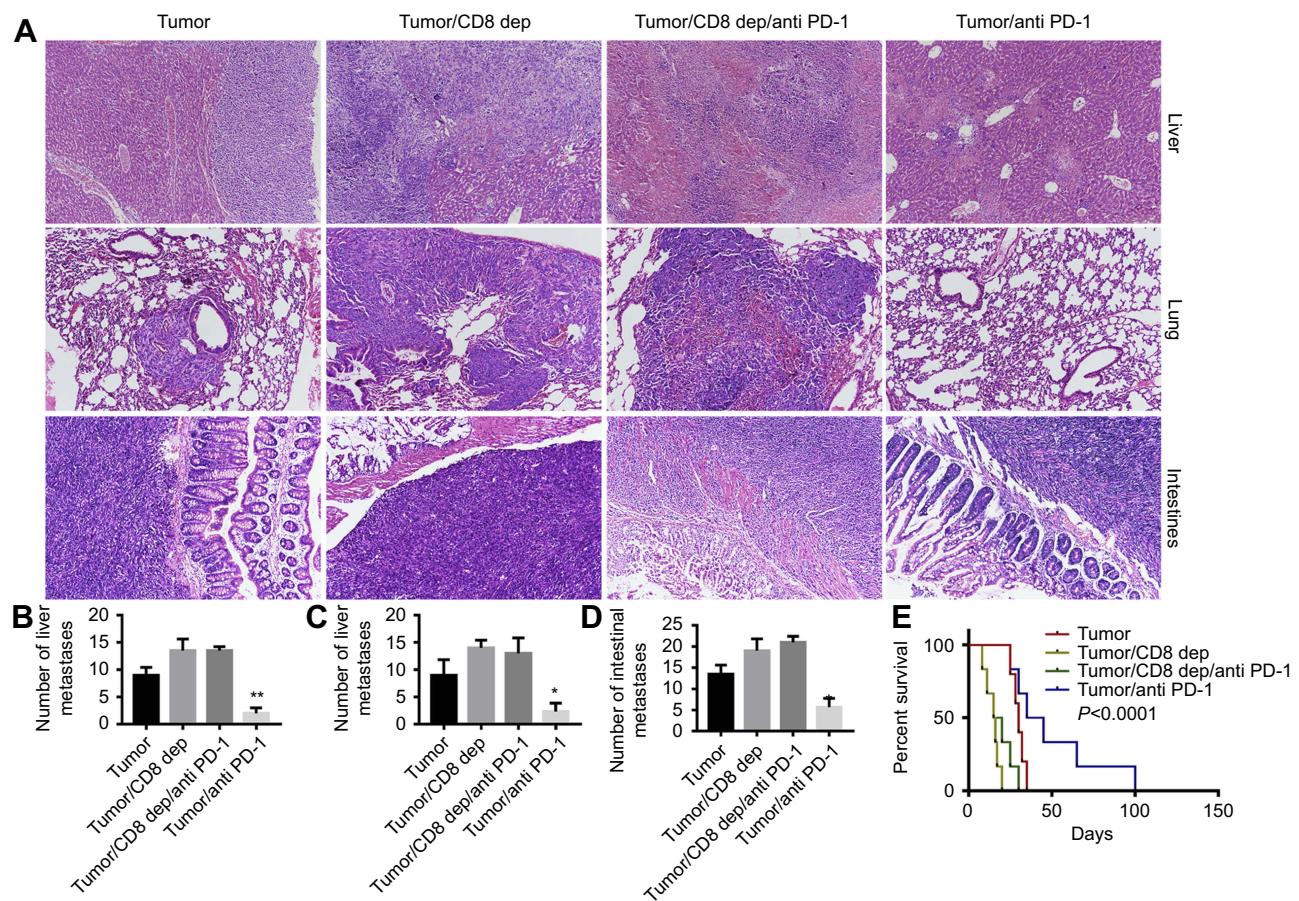 A
Tumor
Tumor/CD8 dep
Tumor/CD8 dep/anti PD-1
Tumor/anti PD-1
Liver
Lung
Intestines
B
Number of liver
metastases
20
15
10
5
0
**
Tumor
Tumor/CD8 dep
Tumor/CD8 dep/anti PD-1
Tumor/anti PD-1
C
Number of liver
metastases
20
15
10
5
0
*
Tumor
Tumor/CD8 dep
Tumor/CD8 dep/anti PD-1
Tumor/anti PD-1
D
Number of intestinal
metastases
25
20
15
10
5
0
*
Tumor
Tumor/CD8 dep
Tumor/CD8 dep/anti PD-1
Tumor/anti PD-1
E
Percent survival
100
50
0
Tumor
Tumor/CD8 dep
Tumor/CD8 dep/anti PD-1
Tumor/anti PD-1
P<0.0001
0
50
100
150
Days